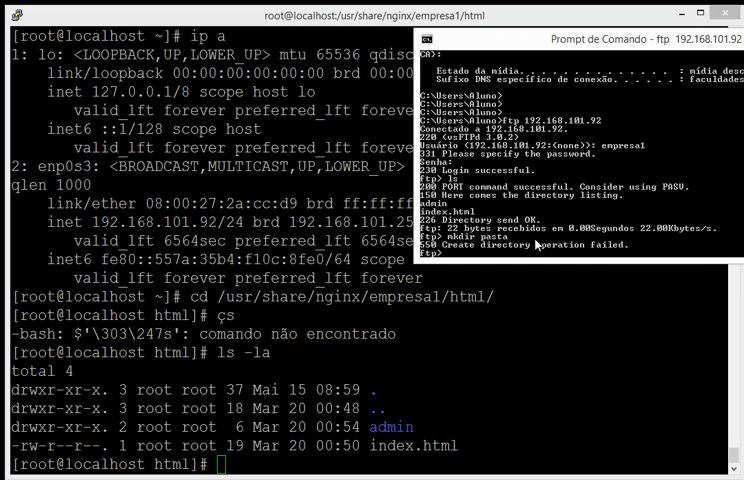 root@localhost:/usr/share/nginx/empresa1/html
[root@localhost ~]# ip a
1: lo: <LOOPBACK,UP,LOWER_UP> mtu 65536 qdisc
link/loopback 00:00:00:00:00:00 brd 00:
inet 127.0.0.1/8 scope host lo
valid_lft forever preferred_lft forever
inet6 ::1/128 scope host
valid_lft forever preferred_lft forever
2: enp0s3: <BROADCAST,MULTICAST,UP,LOWER_UP>
qlen 1000
link/ether 08:00:27:2a:cc:d9 brd ff:ff:ff
inet 192.168.101.92/24 brd 192.168.101.25
valid_lft 6564sec preferred_lft 6564sec
inet6 fe80::557a:35b4:f10c:8fe0/64 scope
valid_lft forever preferred_lft forever
[root@localhost ~]# cd /usr/share/nginx/empresa1/html/
[root@localhost html]# çs
-bash: $'\303\247s': comando não encontrado
[root@localhost html]# ls -la
total 4
drwxr-xr-x. 3 root root 37 Mai 15 08:59 .
drwxr-xr-x. 3 root root 18 Mar 20 00:48 ..
drwxr-xr-x. 2 root root  6 Mar 20 00:54 admin
-rw-r--r--. 1 root root 19 Mar 20 00:50 index.html
[root@localhost html]#
Prompt de Comando - ftp  192.168.101.92
CA):
Estado da mídia. . . . . . . . . . . . . . : mídia desc
Sufixo DNS específico de conexão. . . . . . : faculdades
C:\Users\Aluno>
C:\Users\Aluno>
C:\Users\Aluno>ftp 192.168.101.92
Conectado a 192.168.101.92.
220 (vsFTPd 3.0.2)
Usuário (192.168.101.92:(none)): empresa1
331 Please specify the password.
Senha:
230 Login successful.
ftp> ls
200 PORT command successful. Consider using PASV.
150 Here comes the directory listing.
admin
index.html
226 Directory send OK.
ftp: 22 bytes recebidos em 0.00Segundos 22.00Kbytes/s.
ftp> mkdir pasta
550 Create directory operation failed.
ftp>